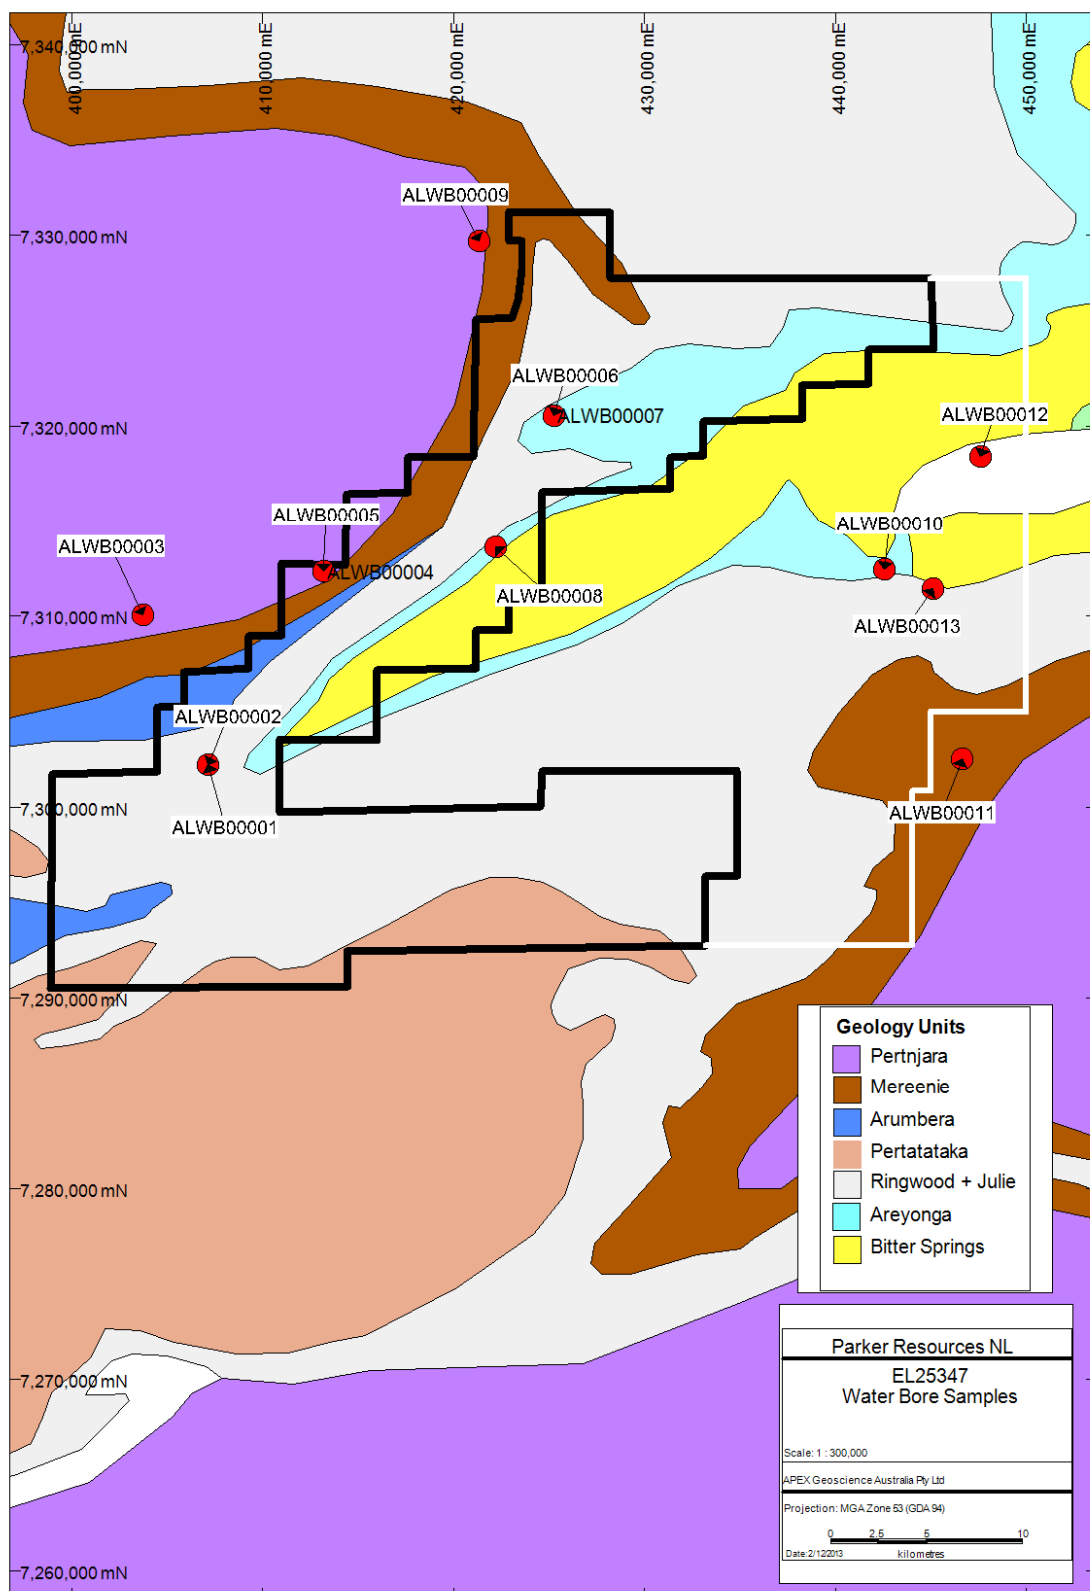 400,000 mE
410,000 mE
420,000 mE
430,000 mE
440,000 mE
450,000 mE
7,340,000 mN
ALWB00009
7,330,000 mN
ALWB00006
ALWB00007
7,320,000 mN
ALWB00012
ALWB00005
ALWB00010
ALWB00003
ALWB00004
ALWB00008
7,310,000 mN
ALWB00013
ALWB00002
7,300,000 mN
ALWB00011
ALWB00001
7,290,000 mN
Geology Units
Pertnjara
Mereenie
Arumbera
Pertatataka
Ringwood + Julie
Areyonga
Bitter Springs
7,280,000 mN
7,270,000 mN
7,260,000 mN
Parker Resources NL
EL25347
Water Bore Samples
Scale: 1 : 300,000
APEX Geoscience Australia Pty Ltd
Projection: MGA Zone 53 (GDA 94)
0 2.5 5 10
kilometres
Date: 2/12/2013